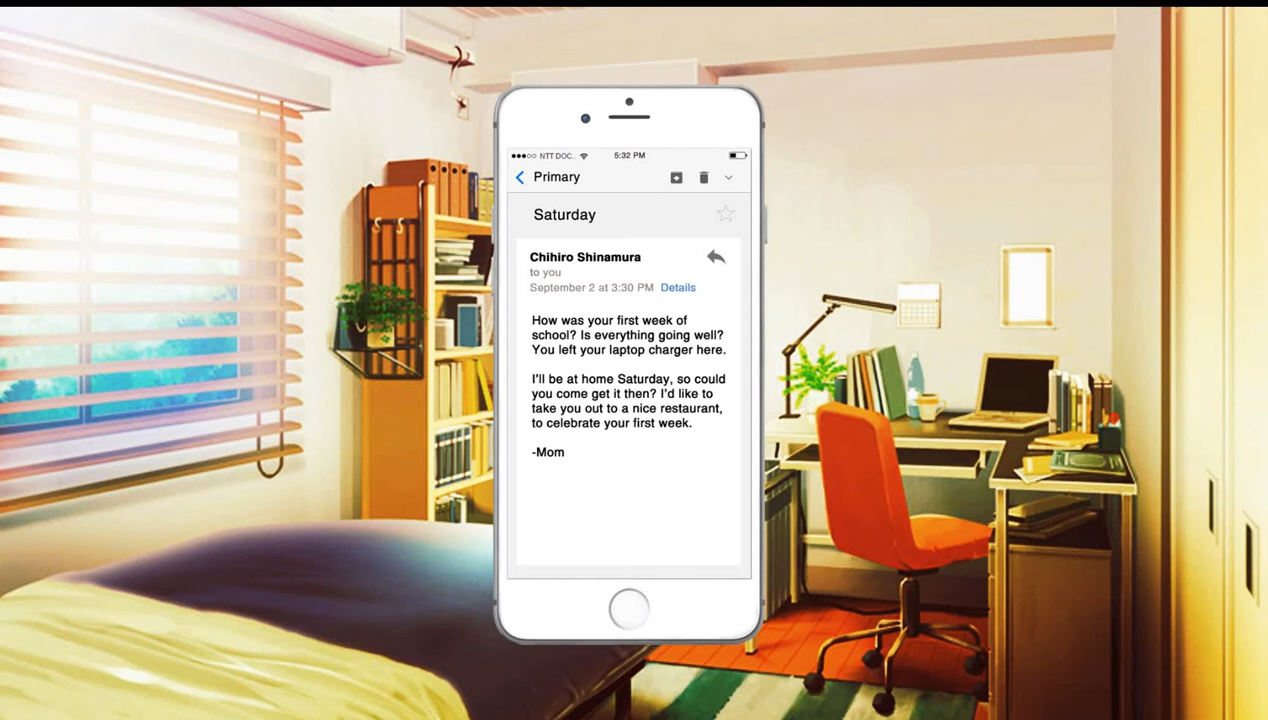 NTT DOC.. 5:32 PM
Primary
Saturday
Chihiro Shinamura
to you
September 2 at 3:30 PM Details
How was your first week of
school? Is everything going well?
You left your laptop charger here.
I'll be at home Saturday, so could
you come get it then? I'd like to
take you out to a nice restaurant,
to celebrate your first week.
-Mom